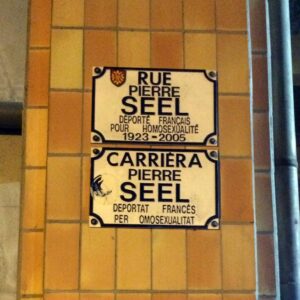 RUE
PIERRE
SEEL
DÉPORTÉ FRANÇAIS
POUR HOMOSEXUALITÉ
1923-2005
CARRIÈRA
PIERRE
SEEL
DEPORTAT FRANCÉS
PER OMOSEXUALITAT